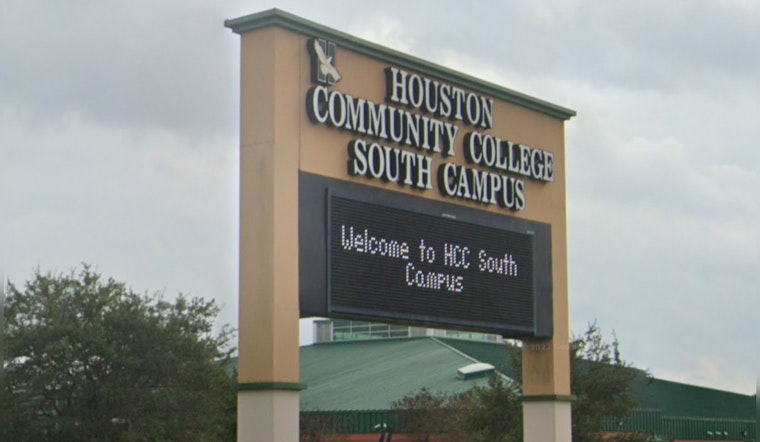 HOUSTON
COMMUNITY COLLEGE
SOUTH CAMPUS
Welcome to HCC South
Campus